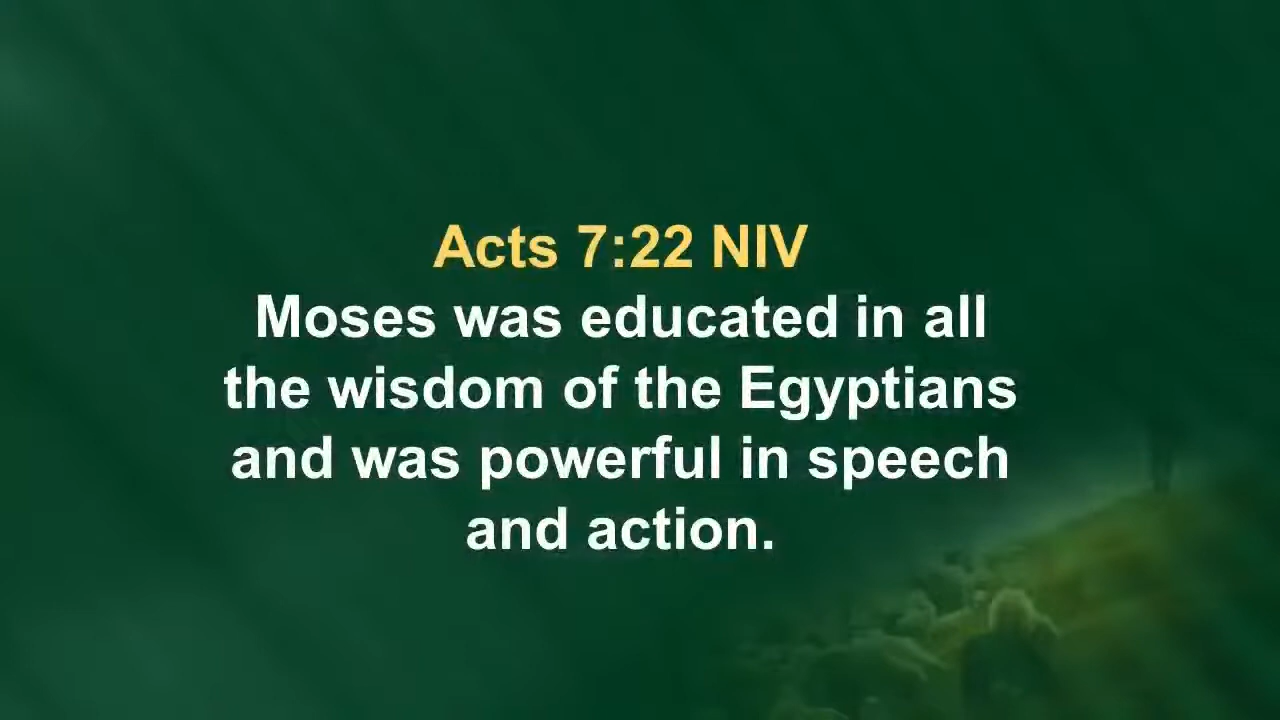 Acts 7:22 NIV
Moses was educated in all
the wisdom of the Egyptians
and was powerful in speech
and action.